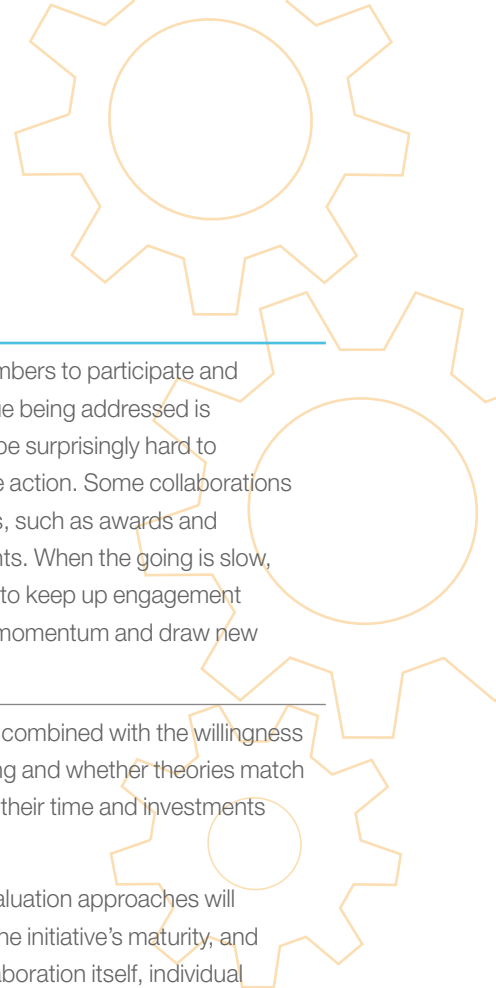 mbers to participate and
ue being addressed is
be surprisingly hard to
e action. Some collaborations
s, such as awards and
nts. When the going is slow,
to keep up engagement
momentum and draw new
combined with the willingness
ng and whether theories match
their time and investments
aluation approaches will
he initiative’s maturity, and
aboration itself, individual